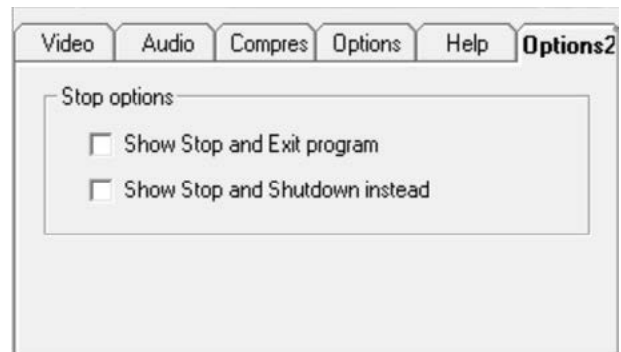 Video Audio Compres Options Help Options2
Stop options
Show Stop and Exit program
Show Stop and Shutdown instead